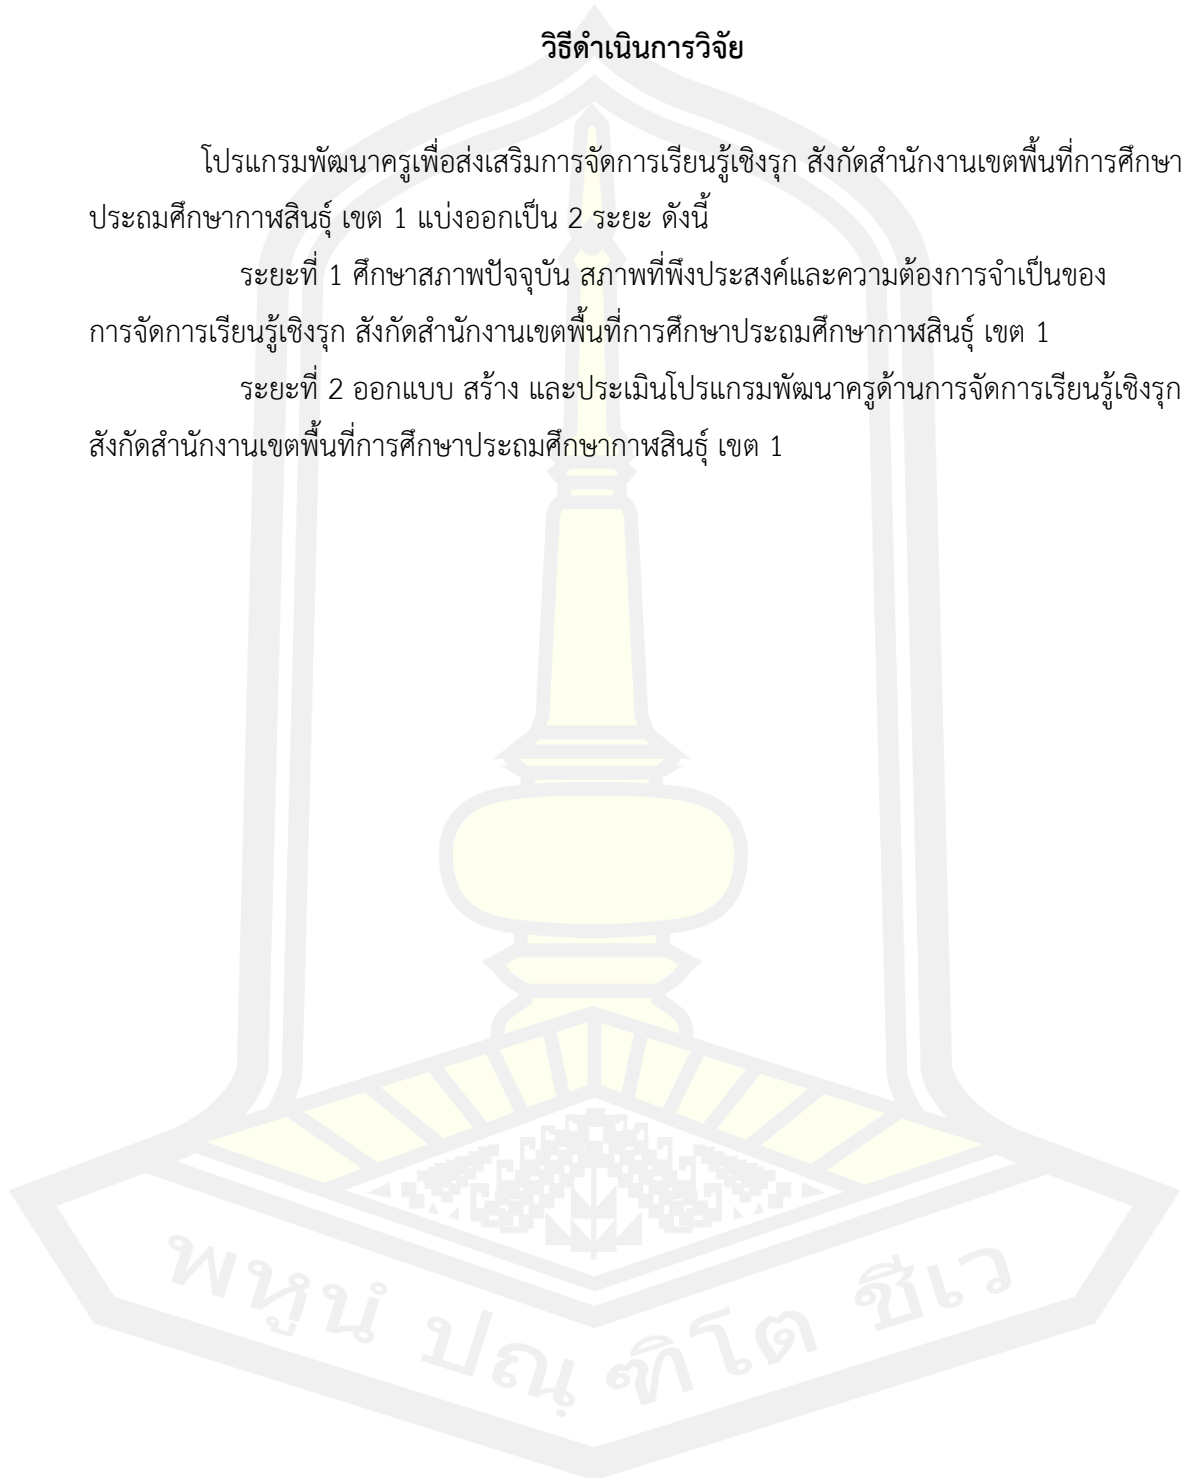 วิธีดำเนินการวิจัย
โปรแกรมพัฒนาครูเพื่อส่งเสริมการจัดการเรียนรู้เชิงรุก สังกัดสำนักงานเขตพื้นที่การศึกษา
ประถมศึกษากาฬสินธุ์ เขต 1 แบ่งออกเป็น 2 ระยะ ดังนี้
ระยะที่ 1 ศึกษาสภาพปัจจุบัน สภาพที่พึงประสงค์และความต้องการจำเป็นของ
การจัดการเรียนรู้เชิงรุก สังกัดสำนักงานเขตพื้นที่การศึกษาประถมศึกษากาฬสินธุ์ เขต 1
ระยะที่ 2 ออกแบบ สร้าง และประเมินโปรแกรมพัฒนาครูด้านการจัดการเรียนรู้เชิงรุก
สังกัดสำนักงานเขตพื้นที่การศึกษาประถมศึกษากาฬสินธุ์ เขต 1
พหูนํ ปณฺฑิโต ชีเว